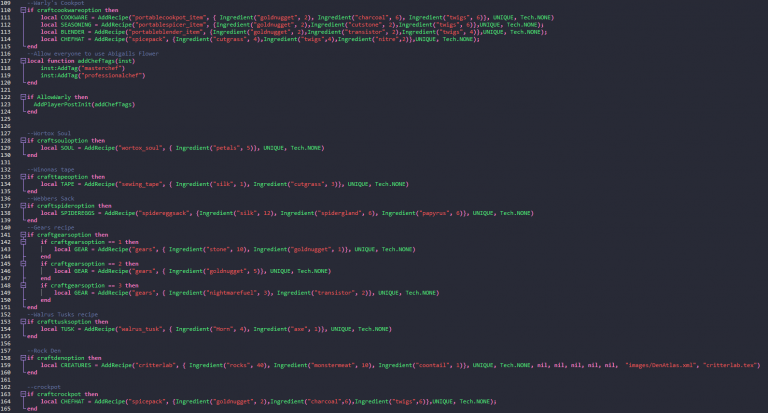 109 --Warly's Cookpot
110 if craftcookwareoption then
111 local COOKWARE = AddRecipe("portablecookpot_item", { Ingredient("goldnugget", 2), Ingredient("charcoal", 6), Ingredient("twigs", 6)}, UNIQUE, Tech.NONE)
112 local SEASONING = AddRecipe("portablespicer_item", {Ingredient("goldnugget", 2),Ingredient("cutstone", 2),Ingredient("twigs", 6)},UNIQUE, Tech.NONE);
113 local BLENDER = AddRecipe("portableblender_item", {Ingredient("goldnugget", 2),Ingredient("transistor", 2),Ingredient("twigs", 4)},UNIQUE, Tech.NONE);
114 local CHEFHAT = AddRecipe("spicepack", {Ingredient("cutgrass", 4),Ingredient("twigs",4),Ingredient("nitre",2)},UNIQUE, Tech.NONE);
115 end
116 --Allow everyone to use Abigails Flower
117 local function addChefTags(inst)
118 inst:AddTag("masterchef")
119 inst:AddTag("professionalchef")
120 end
121
122 if AllowWarly then
123 AddPlayerPostInit(addChefTags)
124 end
125
126
127 --Wortox Soul
128 if craftsouloption then
129 local SOUL = AddRecipe("wortox_soul", { Ingredient("petals", 5)}, UNIQUE, Tech.NONE)
130 end
131
132 --Winonas tape
133 if crafttapeoption then
134 local TAPE = AddRecipe("sewing_tape", { Ingredient("silk", 1), Ingredient("cutgrass", 3)}, UNIQUE, Tech.NONE)
135 end
136 --Webbers Sack
137 if craftspideroption then
138 local SPIDEREGGS = AddRecipe("spidereggsack", {Ingredient("silk", 12), Ingredient("spidergland", 6), Ingredient("papyrus", 6)}, UNIQUE, Tech.NONE)
139 end
140 --Gears recipe
141 if craftgearsoption then
142 if craftgearsoption == 1 then
143 local GEAR = AddRecipe("gears", { Ingredient("stone", 10), Ingredient("goldnugget", 1)}, UNIQUE, Tech.NONE)
144 end
145 if craftgearsoption == 2 then
146 local GEAR = AddRecipe("gears", { Ingredient("goldnugget", 5)}, UNIQUE, Tech.NONE)
147 end
148 if craftgearsoption == 3 then
149 local GEAR = AddRecipe("gears", { Ingredient("nightmarefuel", 3), Ingredient("transistor", 2)}, UNIQUE, Tech.NONE)
150 end
151 end
152 --Walrus Tusks recipe
153 if crafttusksoption then
154 local TUSK = AddRecipe("walrus_tusk", { Ingredient("Horn", 4), Ingredient("axe", 1)}, UNIQUE, Tech.NONE)
155 end
156
157 --Rock Den
158 if craftdenoption then
159 local CREATURES = AddRecipe("critterlab", { Ingredient("rocks", 40), Ingredient("monstermeat", 10), Ingredient("coontail", 1)}, UNIQUE, Tech.NONE, nil, nil, nil, nil, nil, "images/DenAtlas.xml", "critterlab.tex")
160 end
161
162 --crockpot
163 if craftcrockpot then
164 local CHEFHAT = AddRecipe("spicepack", {Ingredient("goldnugget", 2),Ingredient("charcoal",6),Ingredient("twigs",6)},UNIQUE, Tech.NONE);
165 end